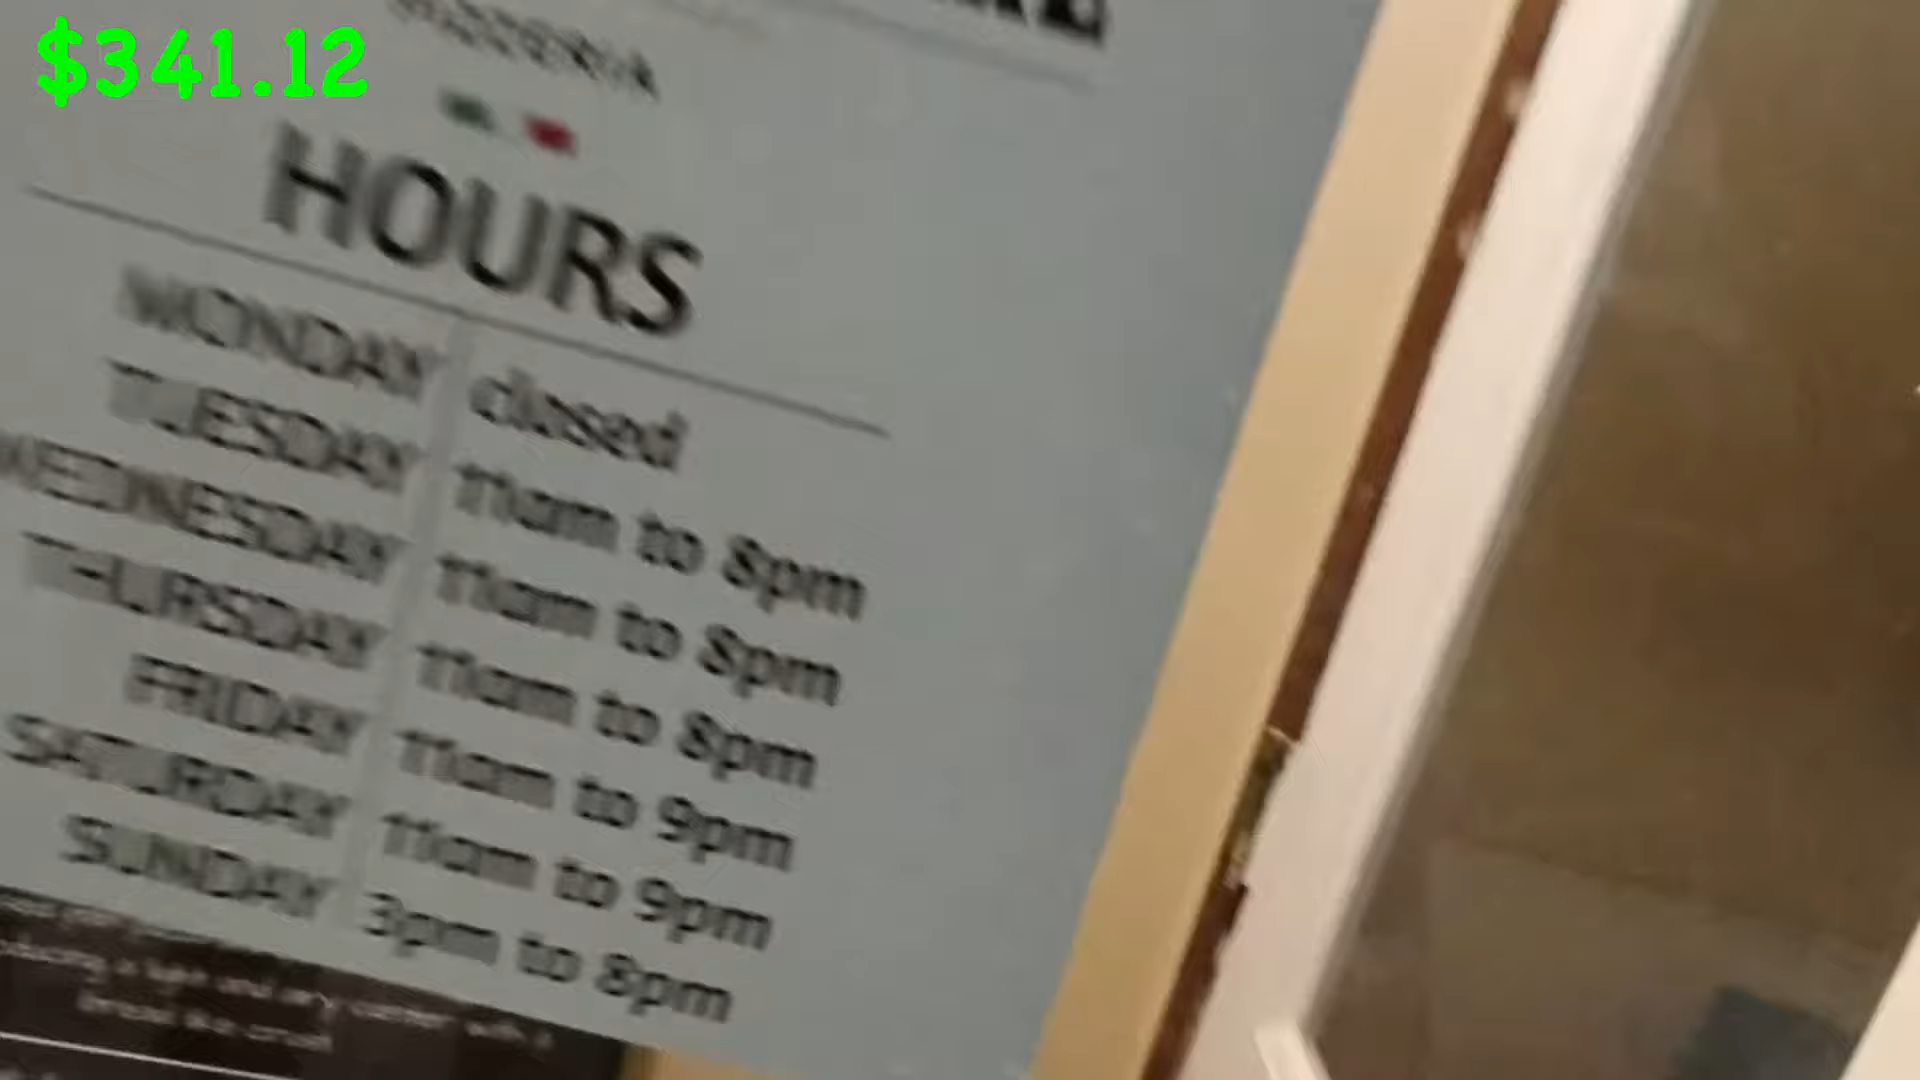 $341.12
PIZZERIA
HOURS
MONDAY closed
TUESDAY 11am to 8pm
WEDNESDAY 11am to 8pm
THURSDAY 11am to 8pm
FRIDAY 11am to 9pm
SATURDAY 11am to 9pm
SUNDAY 3pm to 8pm